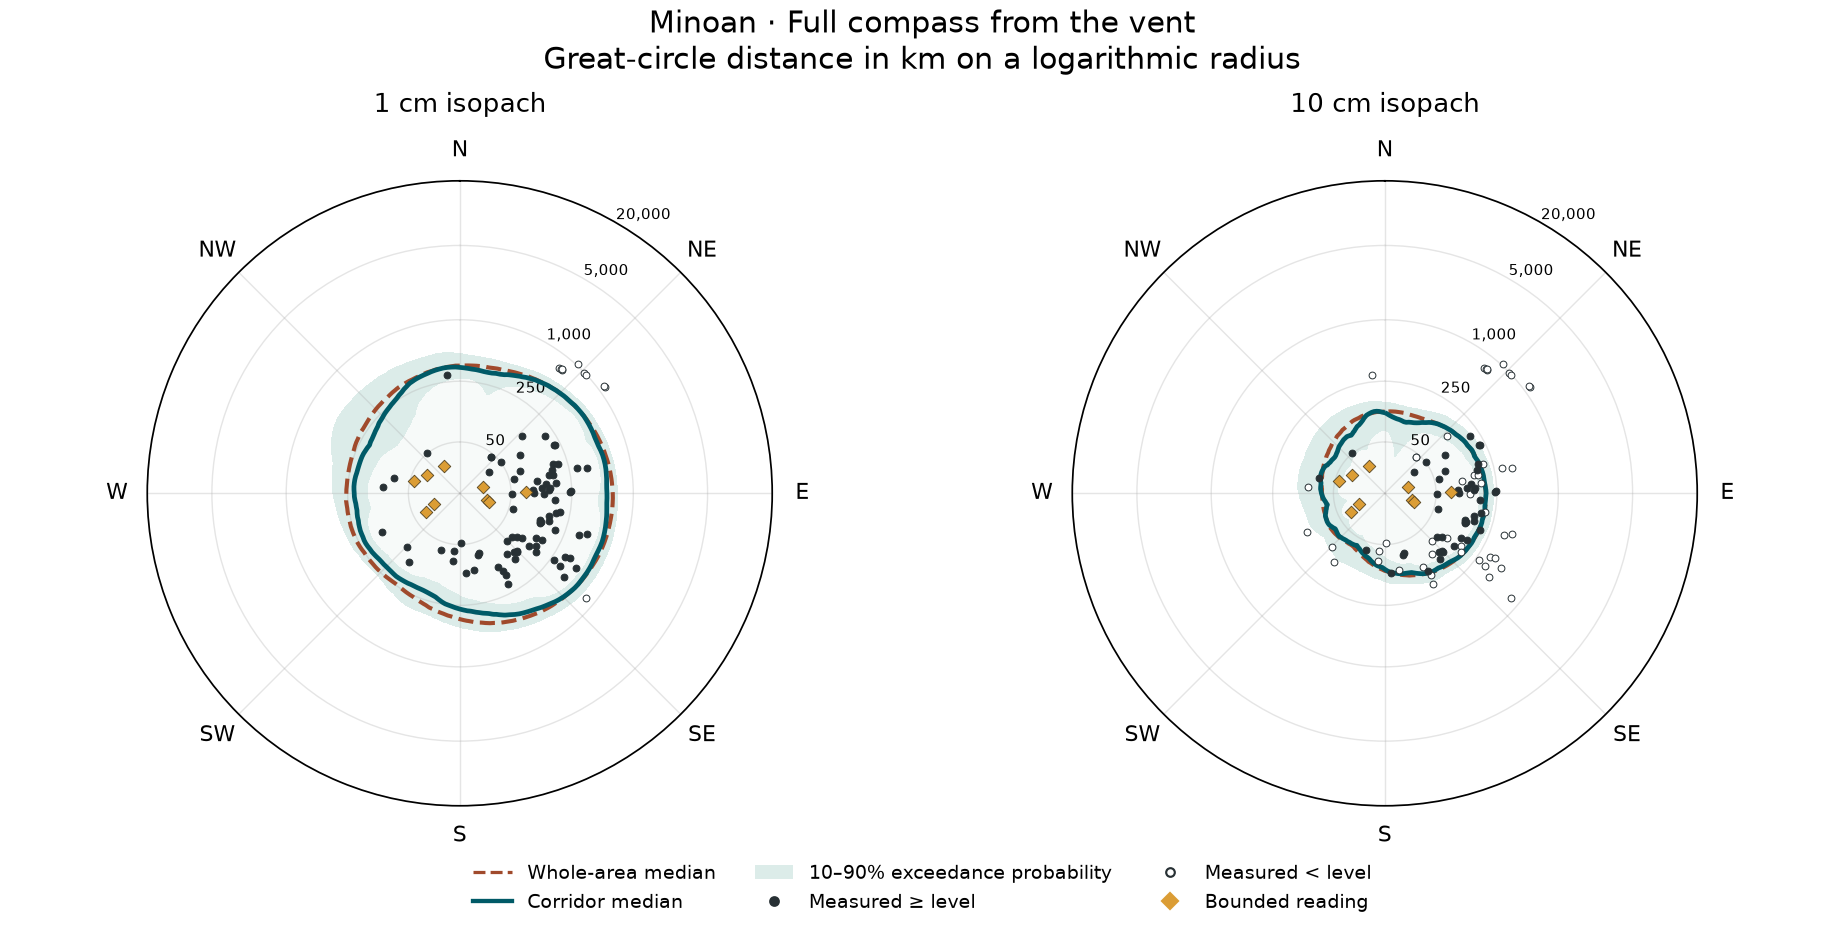 Minoan · Full compass from the vent
Great-circle distance in km on a logarithmic radius
1 cm isopach
N
NE
E
SE
S
SW
W
NW
50
250
1,000
5,000
20,000
10 cm isopach
N
NE
E
SE
S
SW
W
NW
50
250
1,000
5,000
20,000
Whole-area median
Corridor median
10–90% exceedance probability
Measured ≥ level
Measured < level
Bounded reading